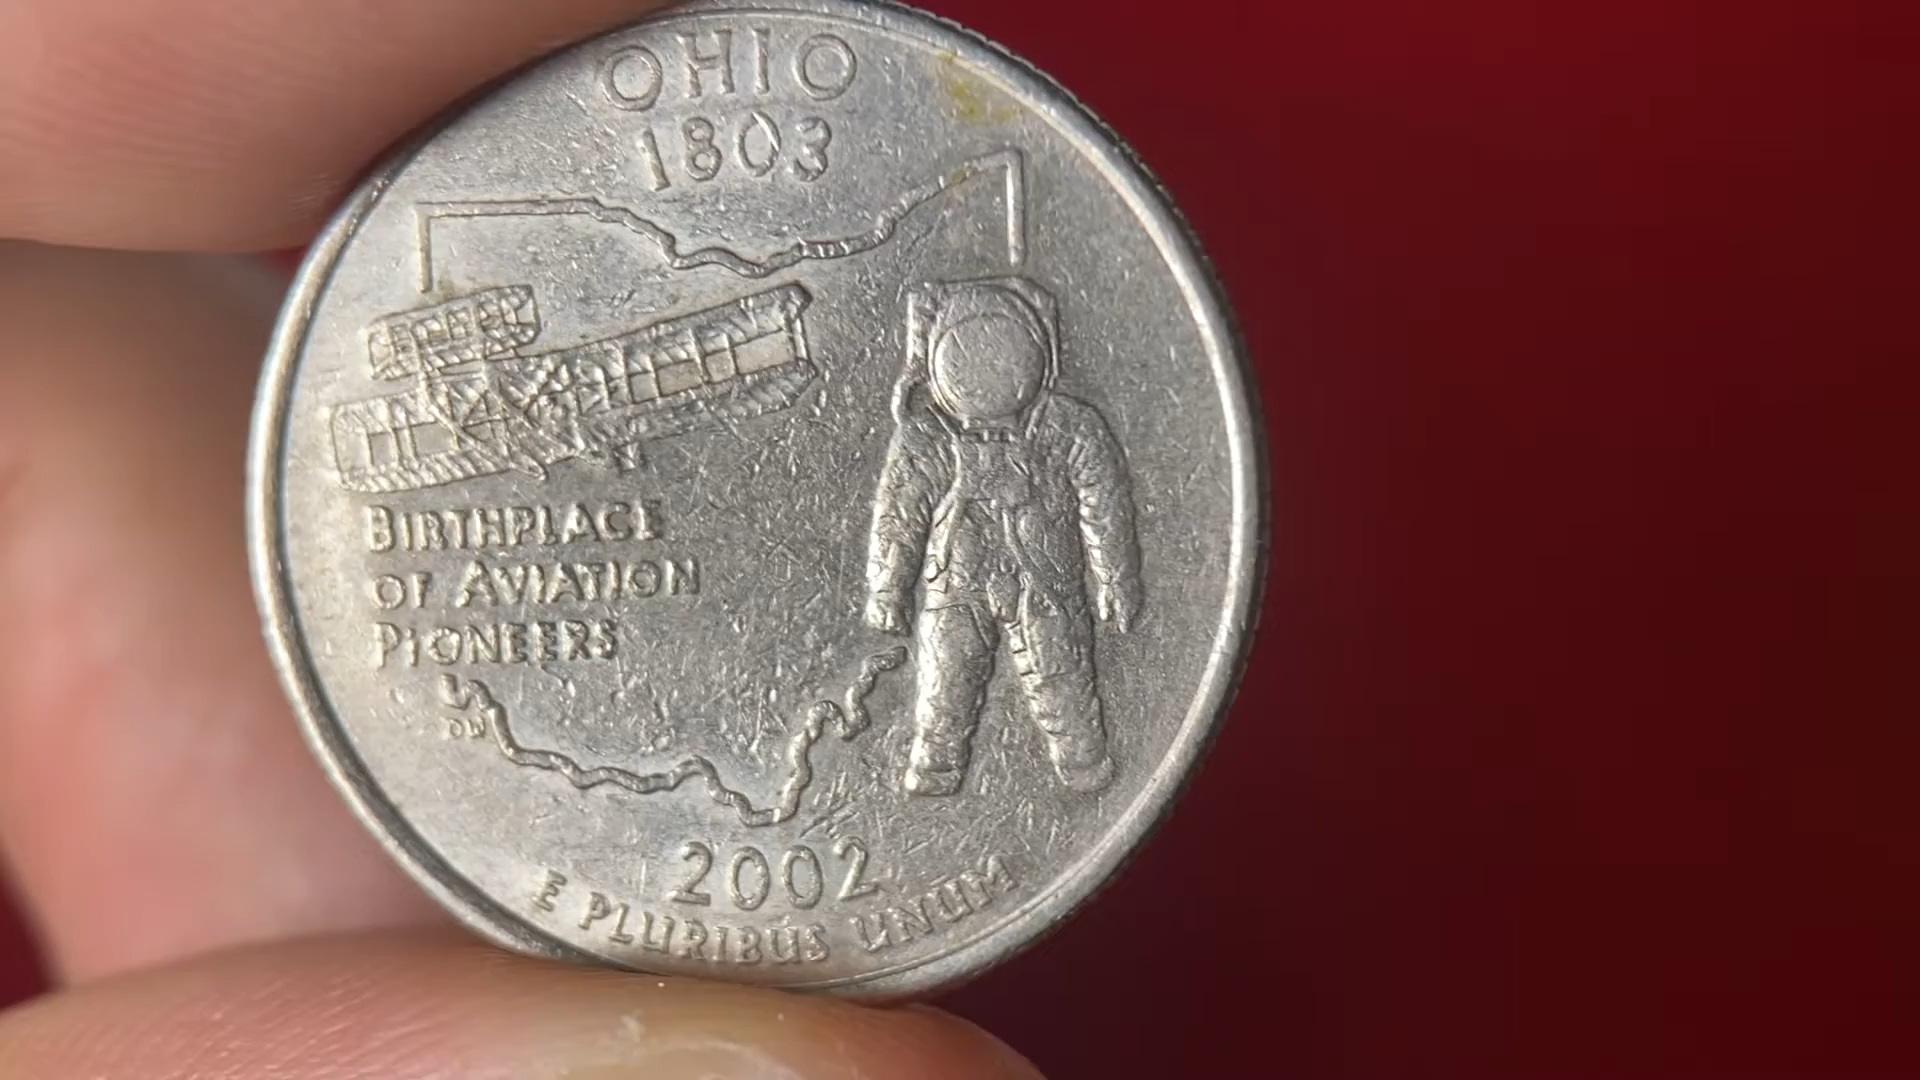 OHIO
1803
BIRTHPLACE
OF AVIATION
PIONEERS
2002
E PLURIBUS UNUM